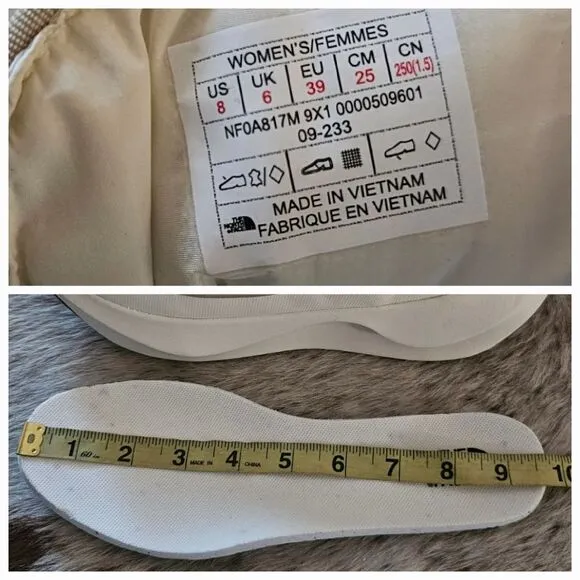 WOMEN'S/FEMMES
US UK EU CM CN
8 6 39 25 250(1.5)
NF0A817M 9X1 0000509601
09-233
MADE IN VIETNAM
THE NORTH FACE FABRIQUE EN VIETNAM
1 60 in 2 3 MADE IN 4 CHINA 5 6 7 8 9 10